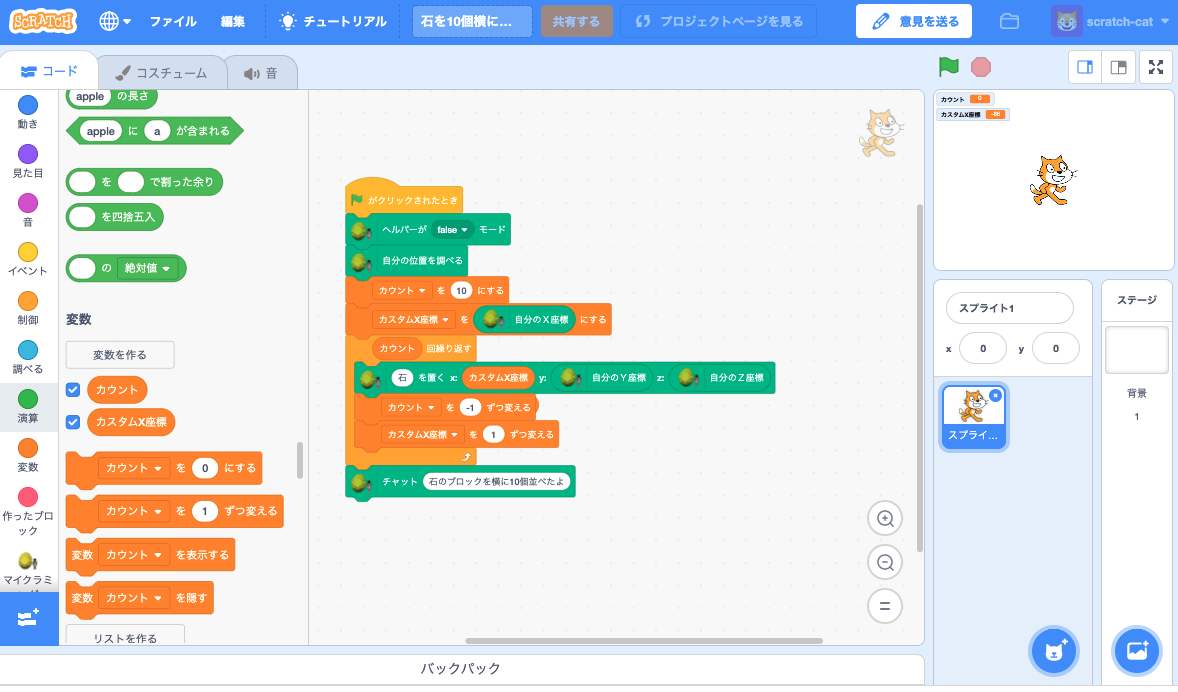 SCRATCH
ファイル
編集
チュートリアル
石を10個横に...
共有する
プロジェクトページを見る
意見を送る
scratch-cat
コード
コスチューム
音
動き
見た目
音
イベント
制御
調べる
演算
変数
作ったブロ
ック
マイクラミ
apple の長さ
apple に a が含まれる
を で割った余り
を四捨五入
の 絶対値
変数
変数を作る
カウント
カスタムX座標
カウント を 0 にする
カウント を 1 ずつ変える
変数 カウント を表示する
変数 カウント を隠す
リストを作る
がクリックされたとき
ヘルパーが false モード
自分の位置を調べる
カウント を 10 にする
カスタムX座標 を 自分のX座標 にする
カウント 回繰り返す
石 を置く x: カスタムX座標 y: 自分のY座標 z: 自分のZ座標
カウント を -1 ずつ変える
カスタムX座標 を 1 ずつ変える
チャット 石のブロックを横に10個並べたよ
カウント 0
カスタムX座標 -86
スプライト1
x 0 y 0
スプライ...
ステージ
背景
1
バックパック